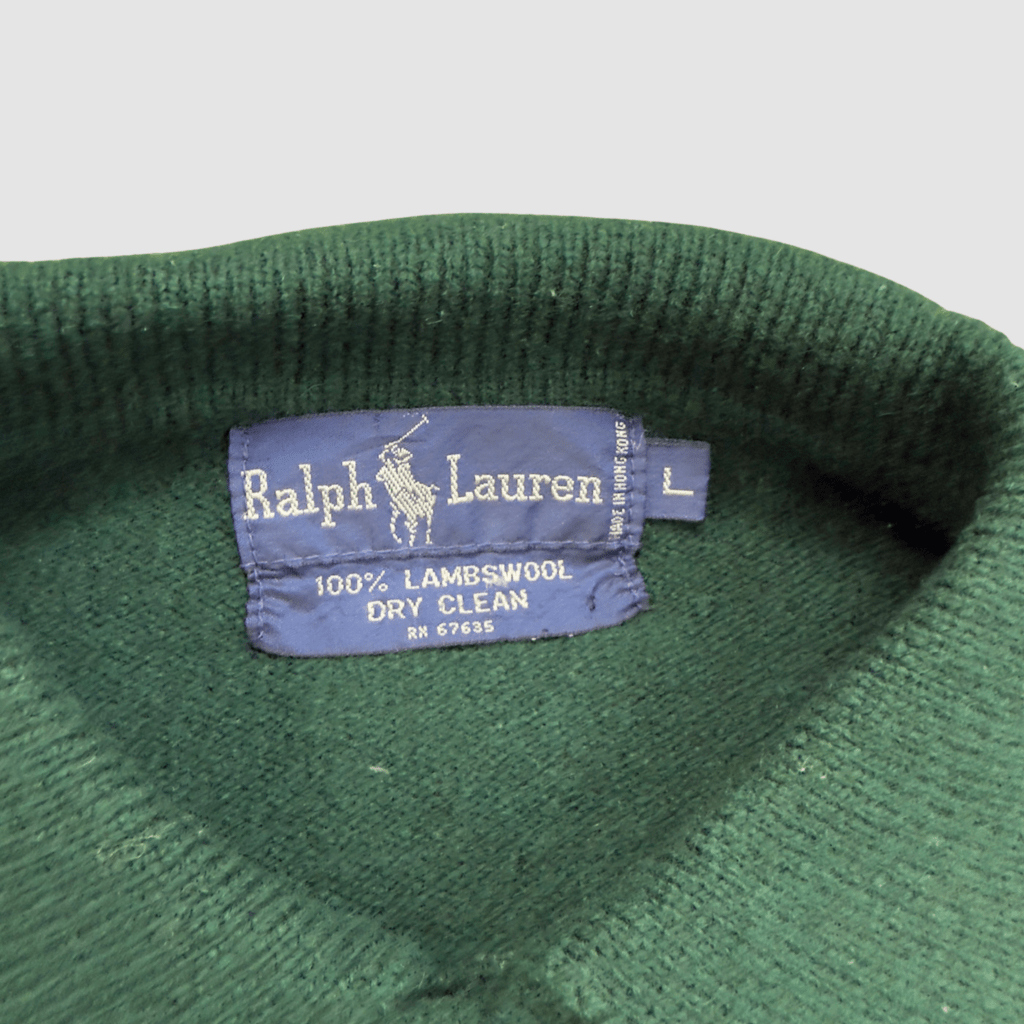 Ralph Lauren
MADE IN HONG KONG
L
100% LAMBSWOOL
DRY CLEAN
RN 67635